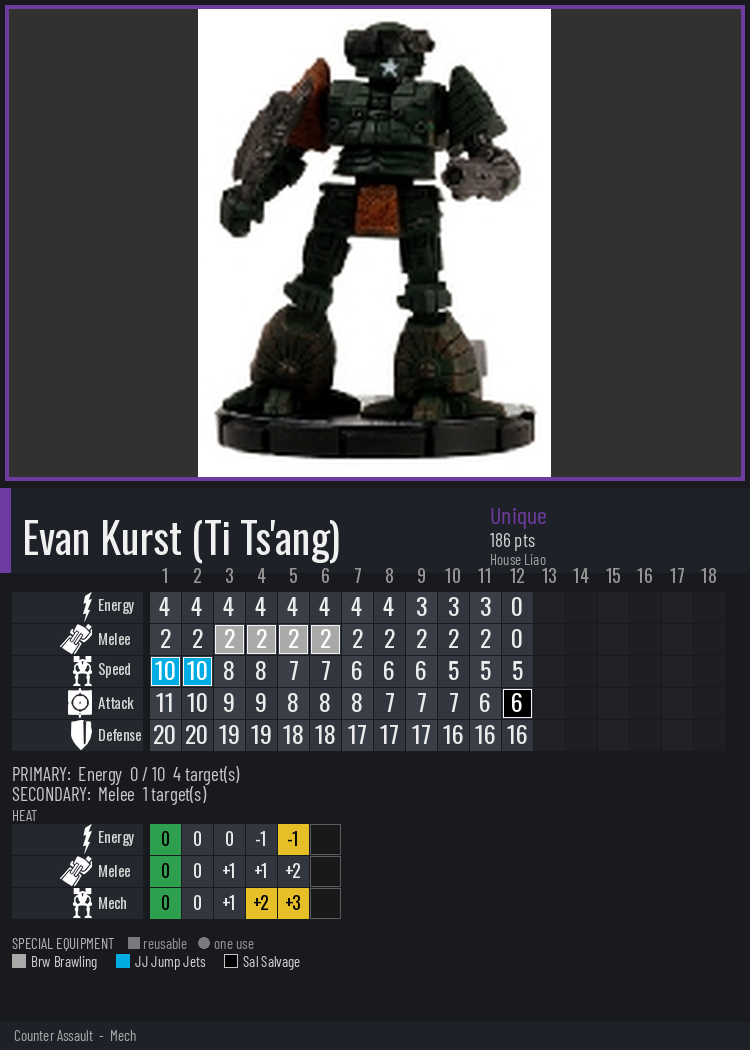 Evan Kurst (Ti Ts'ang)
Unique
186 pts
House Liao
1 2 3 4 5 6 7 8 9 10 11 12 13 14 15 16 17 18
Energy 4 4 4 4 4 4 4 4 3 3 3 0
Melee 2 2 2 2 2 2 2 2 2 2 2 0
Speed 10 10 8 8 7 7 6 6 6 5 5 5
Attack 11 10 9 9 8 8 8 7 7 7 6 6
Defense 20 20 19 19 18 18 17 17 17 16 16 16
PRIMARY: Energy 0 / 10 4 target(s)
SECONDARY: Melee 1 target(s)
HEAT
Energy 0 0 0 -1 -1
Melee 0 0 +1 +1 +2
Mech 0 0 +1 +2 +3
SPECIAL EQUIPMENT reusable one use
Brw Brawling JJ Jump Jets Sal Salvage
Counter Assault - Mech